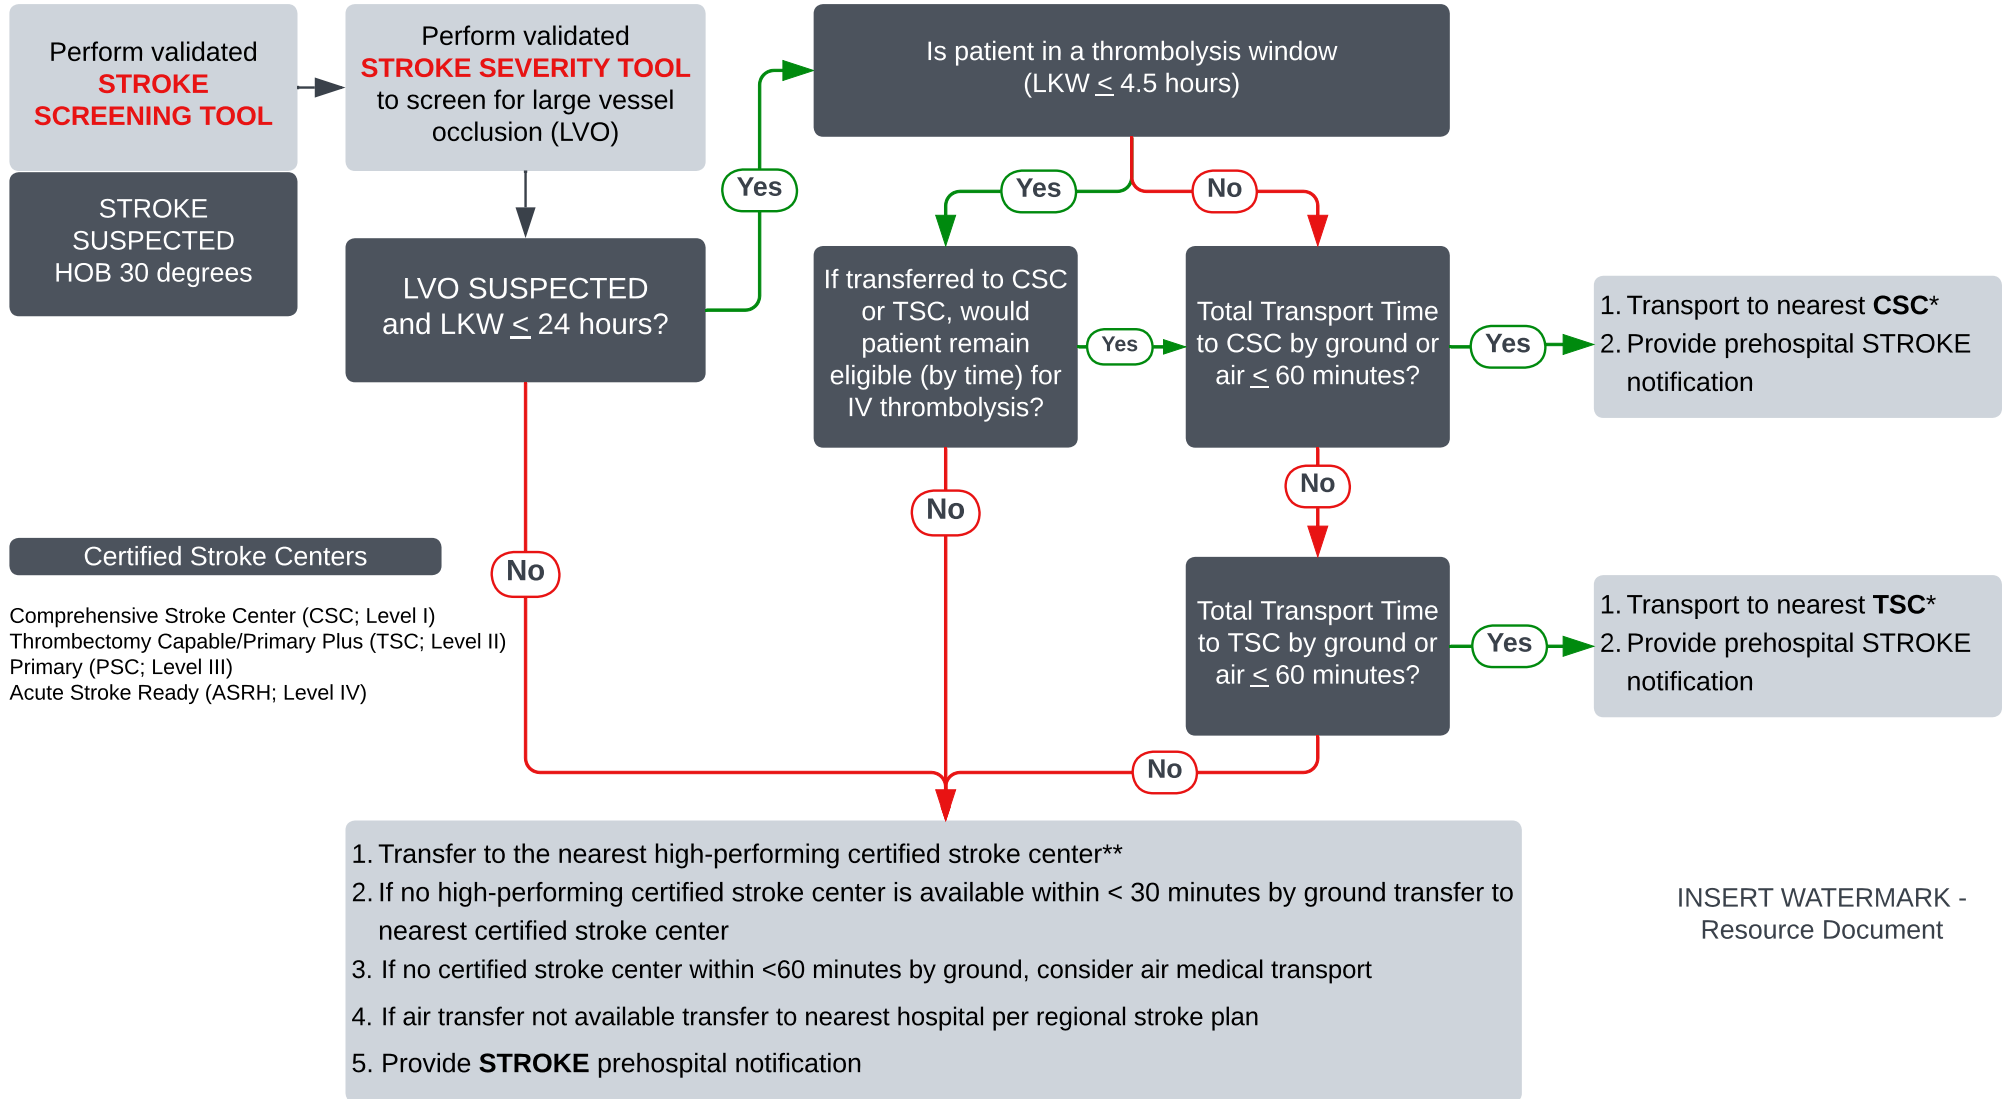 Perform validated
STROKE
SCREENING TOOL
STROKE
SUSPECTED
HOB 30 degrees
Perform validated
STROKE SEVERITY TOOL
to screen for large vessel
occlusion (LVO)
LVO SUSPECTED
and LKW < 24 hours?
Yes
Is patient in a thrombolysis window
(LKW < 4.5 hours)
Yes
No
If transferred to CSC
or TSC, would
patient remain
eligible (by time) for
IV thrombolysis?
Yes
Total Transport Time
to CSC by ground or
air < 60 minutes?
Yes
1. Transport to nearest CSC*
2. Provide prehospital STROKE
notification
No
No
No
Certified Stroke Centers
Comprehensive Stroke Center (CSC; Level I)
Thrombectomy Capable/Primary Plus (TSC; Level II)
Primary (PSC; Level III)
Acute Stroke Ready (ASRH; Level IV)
Total Transport Time
to TSC by ground or
air < 60 minutes?
Yes
1. Transport to nearest TSC*
2. Provide prehospital STROKE
notification
No
1. Transfer to the nearest high-performing certified stroke center**
2. If no high-performing certified stroke center is available within < 30 minutes by ground transfer to
nearest certified stroke center
3. If no certified stroke center within <60 minutes by ground, consider air medical transport
4. If air transfer not available transfer to nearest hospital per regional stroke plan
5. Provide STROKE prehospital notification
INSERT WATERMARK -
Resource Document